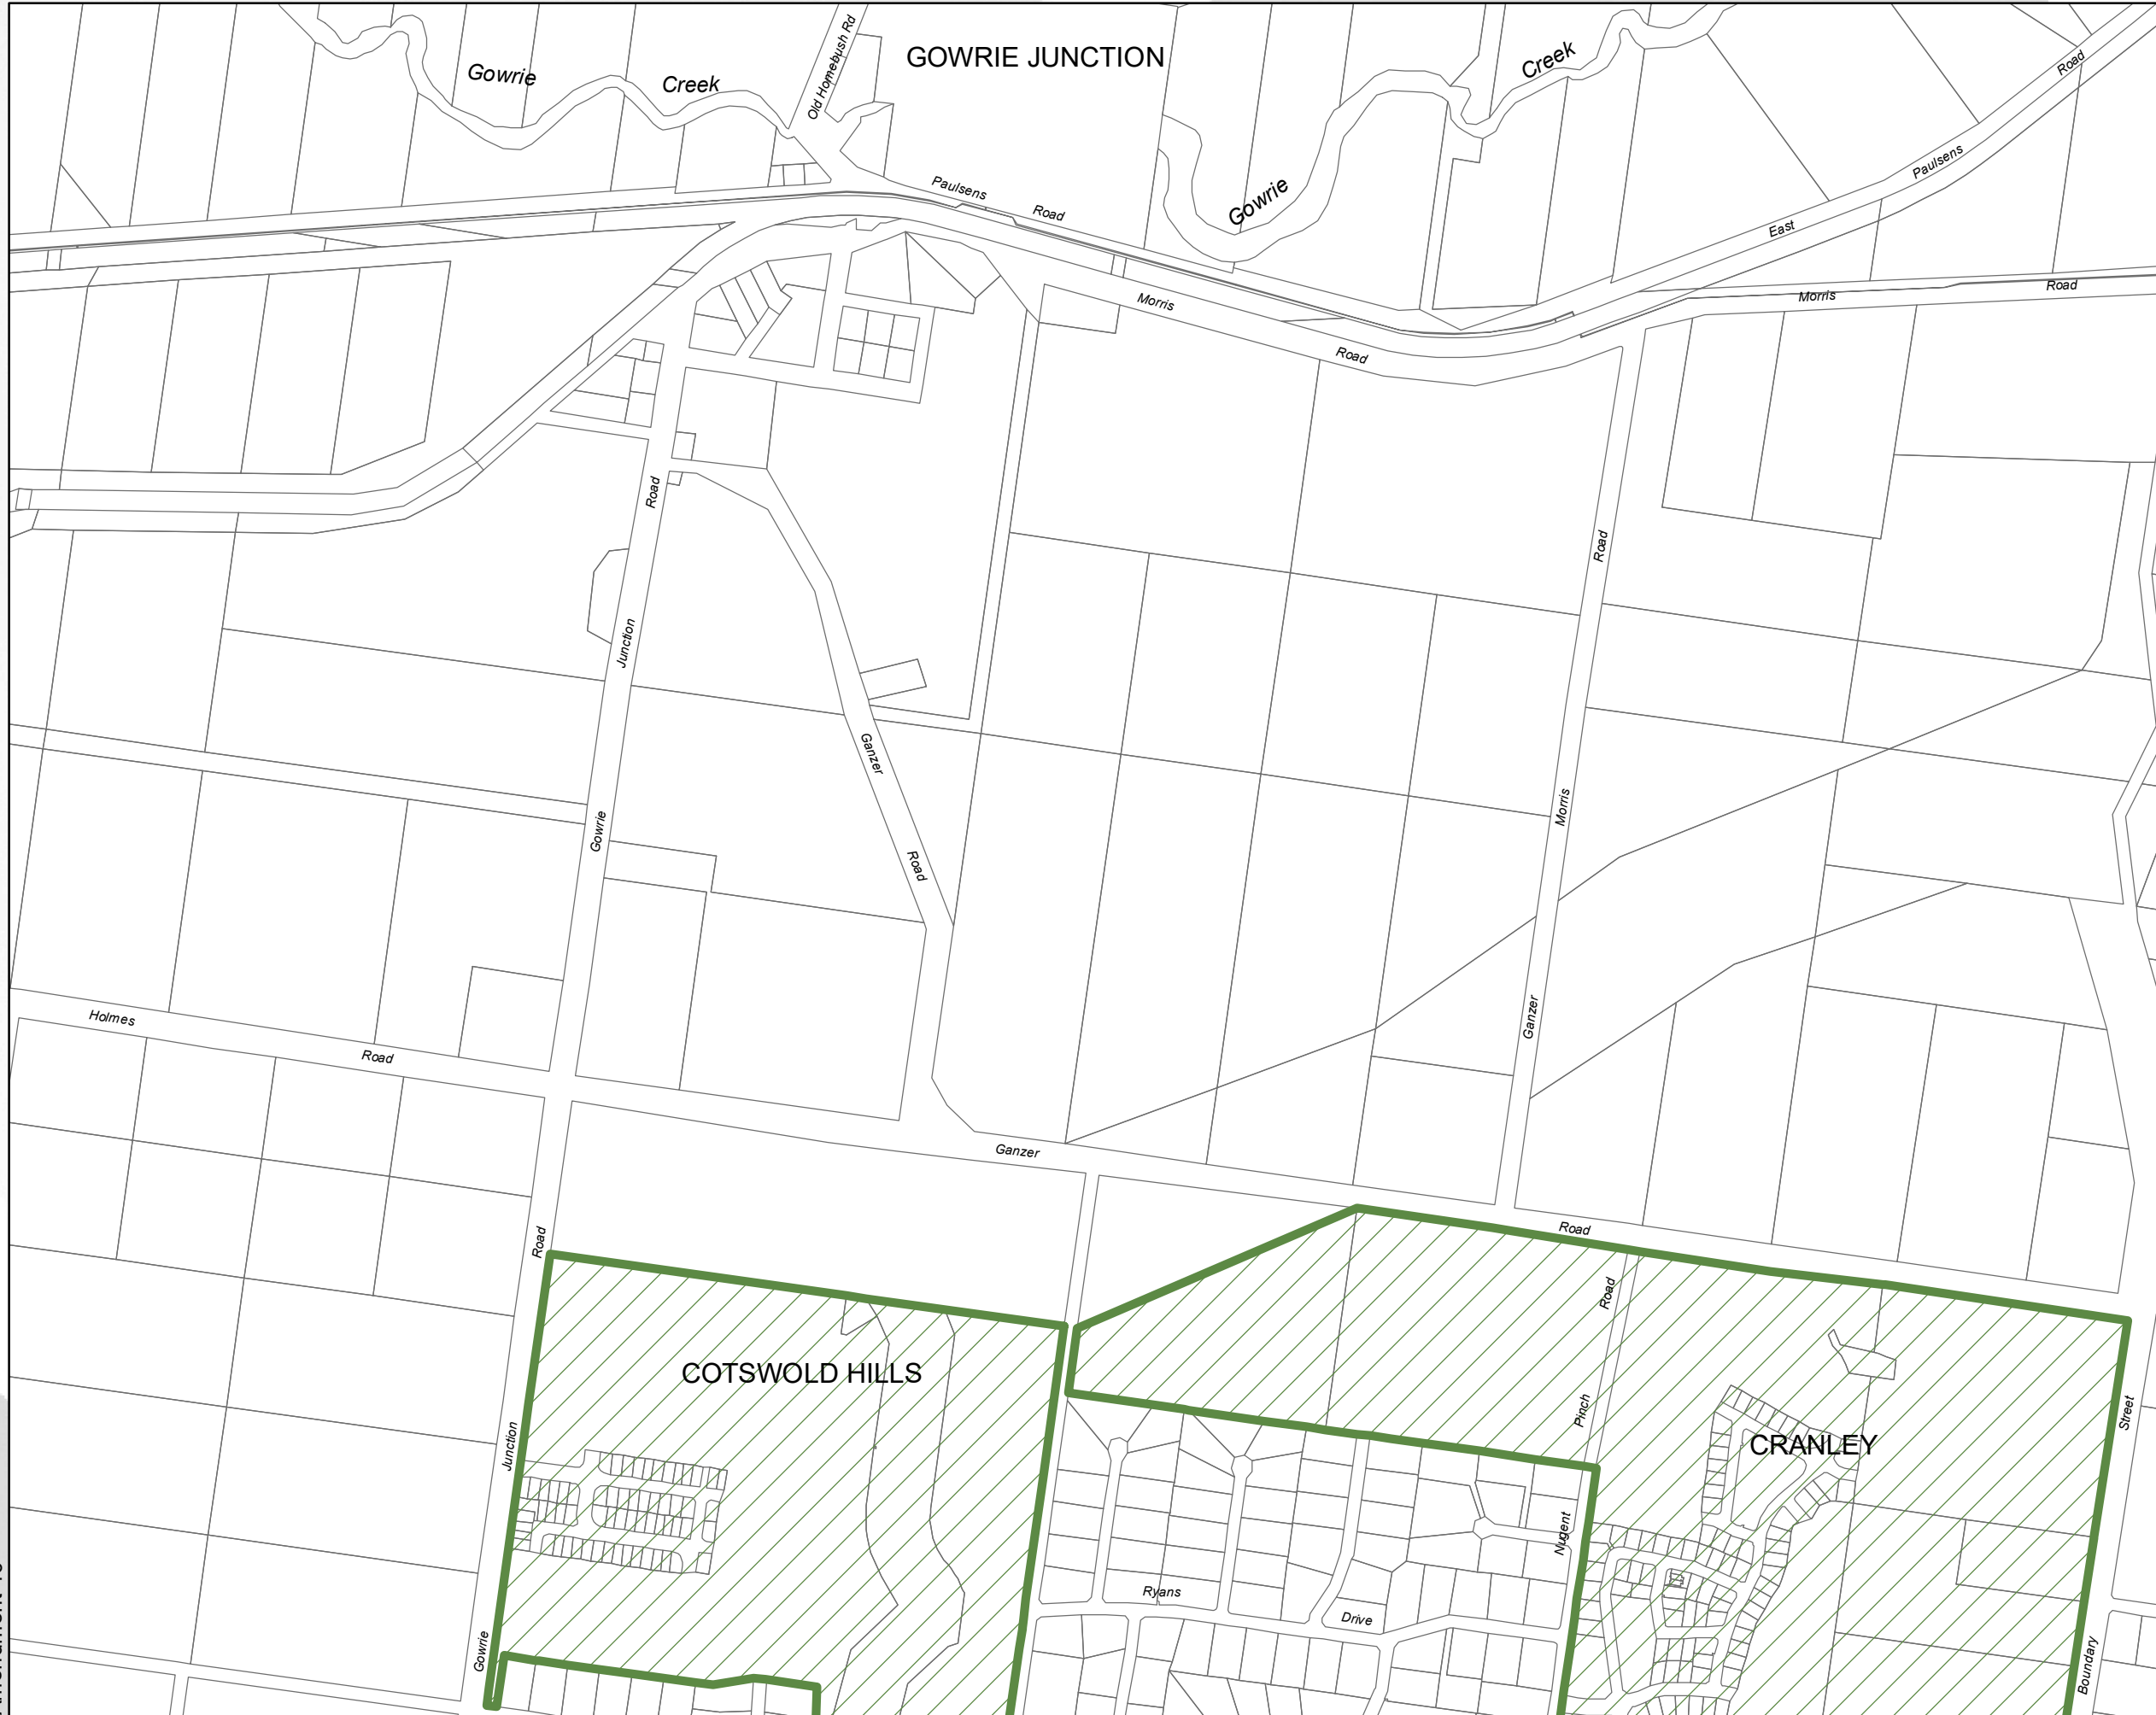 GOWRIE JUNCTION
Old Homebush Rd
Gowrie
Creek
Creek
Gowrie
Road
Paulsens
East
Paulsens
Road
Morris
Road
Morris
Road
Road
Junction
Gowrie
Ganzer
Road
Road
Morris
Ganzer
Holmes
Road
Ganzer
Road
Road
Junction
Gowrie
COTSWOLD HILLS
Road
Pinch
Nugent
CRANLEY
Street
Boundary
Ryans
Drive